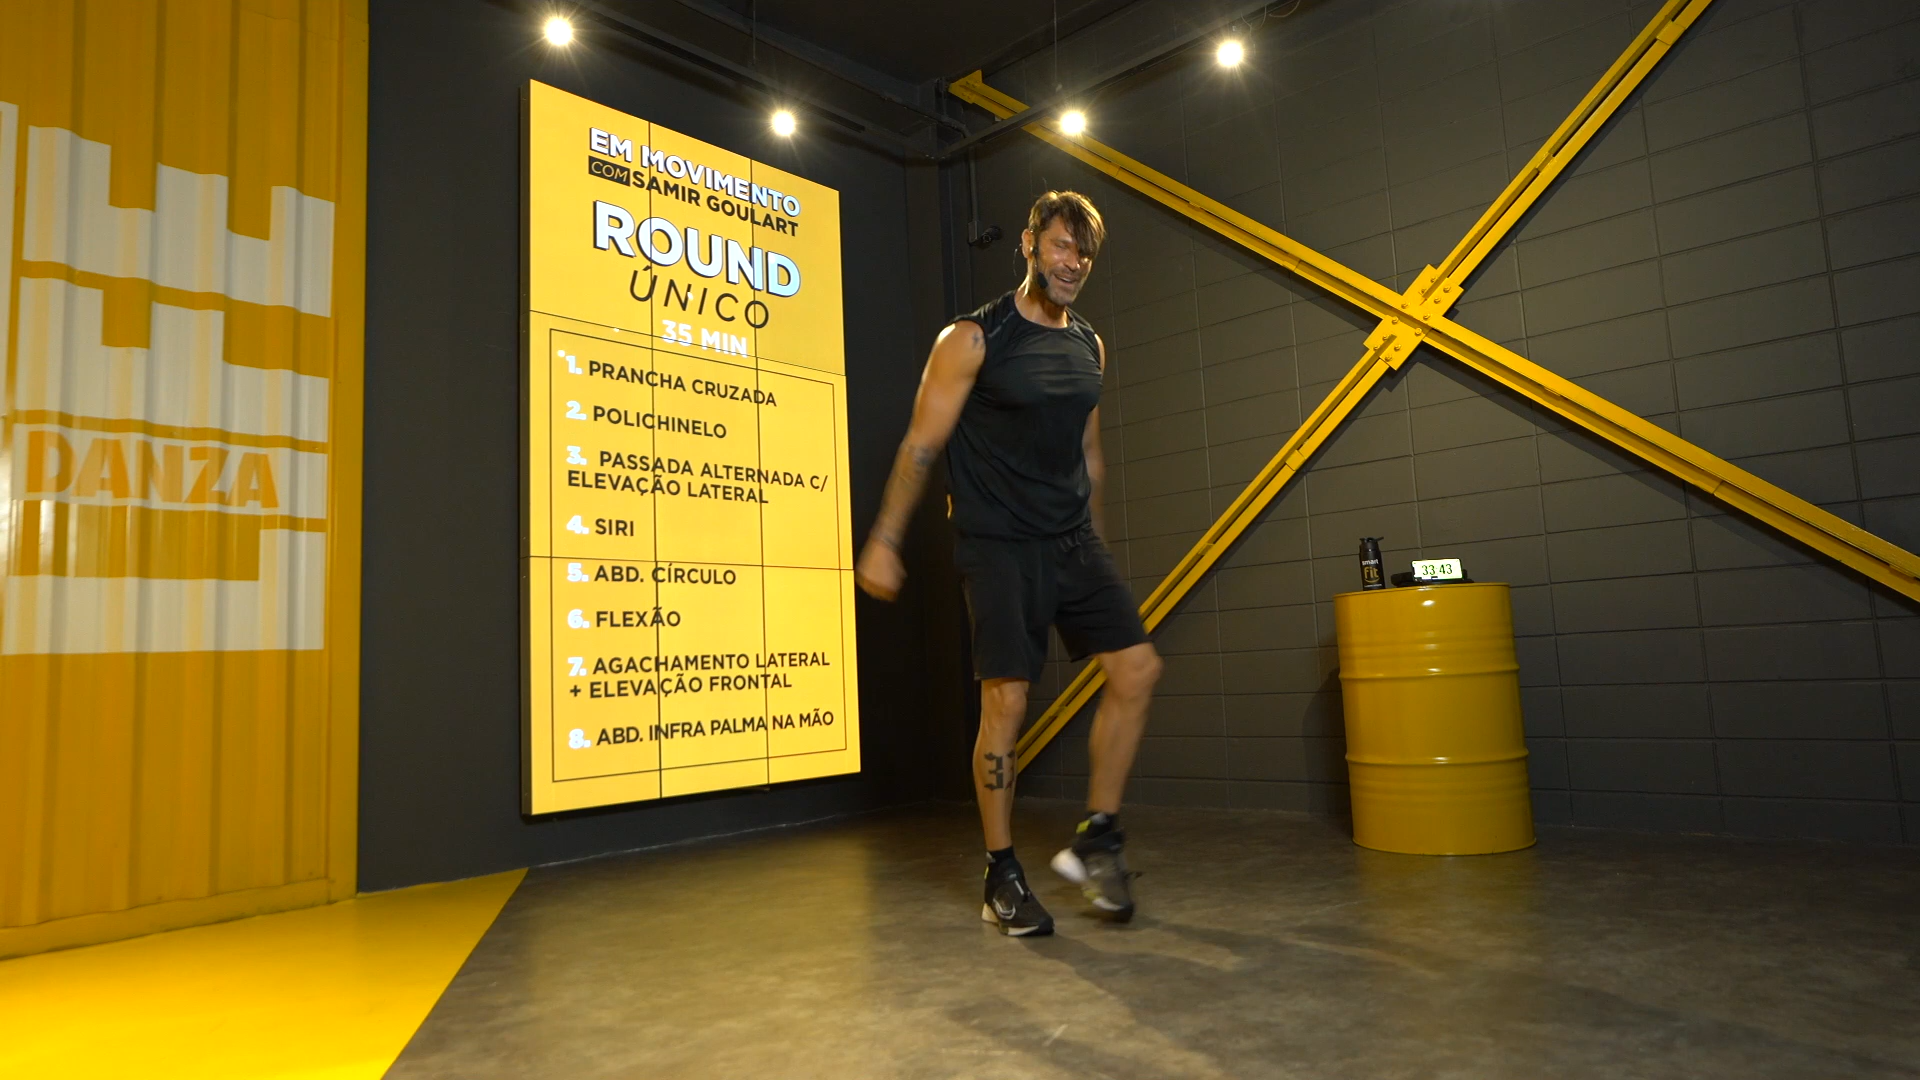 EM MOVIMENTO
COM SAMIR GOULART
ROUND
ÚNICO
35 MIN
1. PRANCHA CRUZADA
2. POLICHINELO
3. PASSADA ALTERNADA C/
ELEVAÇÃO LATERAL
4. SIRI
5. ABD. CÍRCULO
6. FLEXÃO
7. AGACHAMENTO LATERAL
+ ELEVAÇÃO FRONTAL
8. ABD. INFRA PALMA NA MÃO
DANZA
smart
fit
33 43